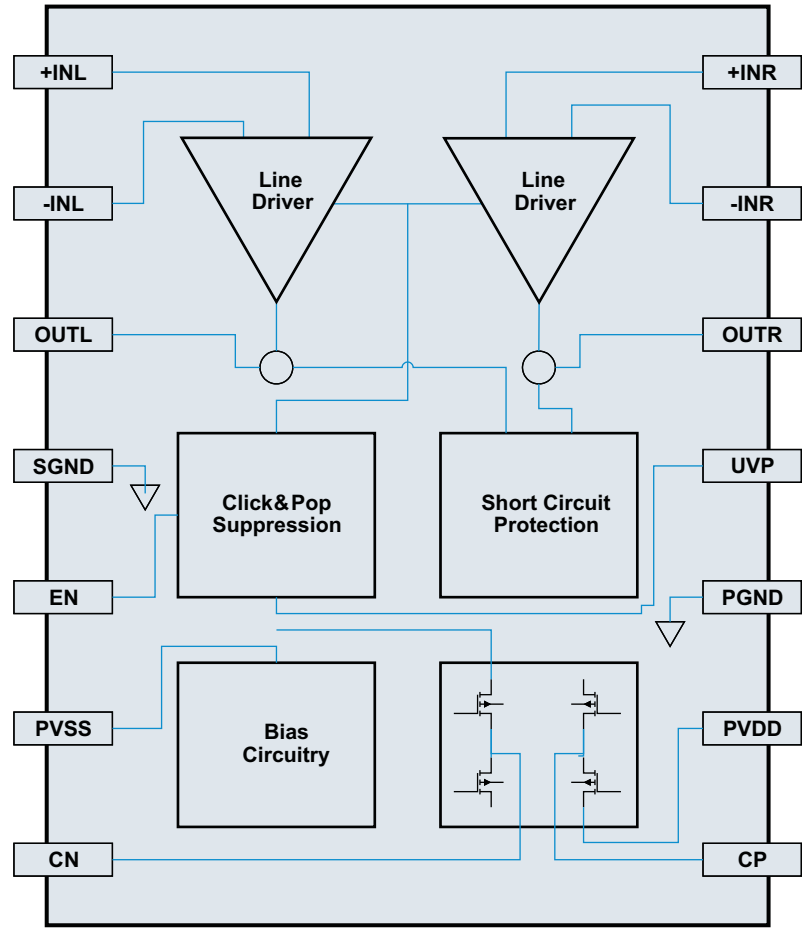 +INL
+INR
Line
Driver
Line
Driver
-INL
-INR
OUTL
OUTR
SGND
UVP
Click&Pop
Suppression
Short Circuit
Protection
EN
PGND
PVSS
Bias
Circuitry
PVDD
CN
CP